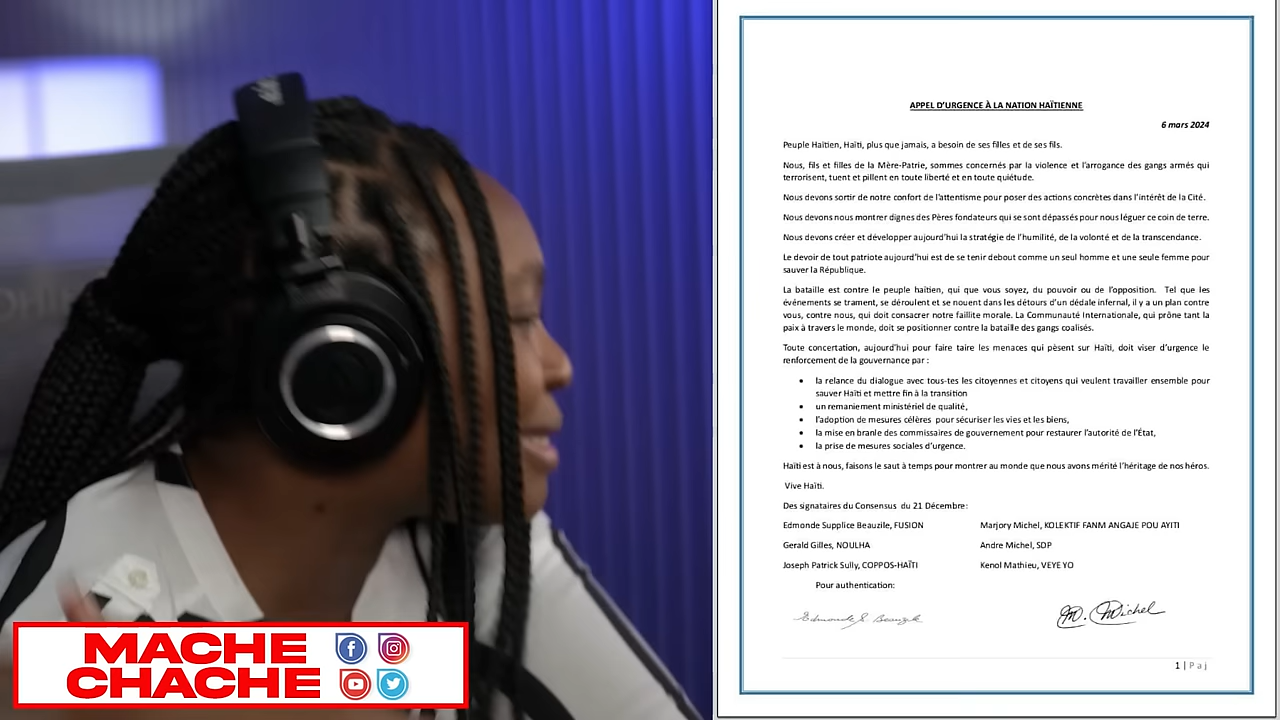 APPEL D'URGENCE À LA NATION HAÏTIENNE
6 mars 2024
Peuple Haïtien, Haïti, plus que jamais, a besoin de ses filles et de ses fils.
Nous, fils et filles de la Mère-Patrie, sommes concernés par la violence et l'arrogance des gangs armés qui
terrorisent, tuent et pillent en toute liberté et en toute quiétude.
Nous devons sortir de notre confort de l'attentisme pour poser des actions concrètes dans l'intérêt de la Cité.
Nous devons nous montrer dignes des Pères fondateurs qui se sont dépassés pour nous léguer ce coin de terre.
Nous devons créer et développer aujourd'hui la stratégie de l'humilité, de la volonté et de la transcendance.
Le devoir de tout patriote aujourd'hui est de se tenir debout comme un seul homme et une seule femme pour
sauver la République.
La bataille est contre le peuple haïtien, qui que vous soyez, du pouvoir ou de l'opposition. Tel que les
événements se trament, se déroulent et se nouent dans les détours d'un dédale infernal, il y a un plan contre
vous, contre nous, qui doit consacrer notre faillite morale. La Communauté Internationale, qui prône tant la
paix à travers le monde, doit se positionner contre la bataille des gangs coalisés.
Toute concertation, aujourd'hui pour faire taire les menaces qui pèsent sur Haïti, doit viser d'urgence le
renforcement de la gouvernance par :
• la relance du dialogue avec tous-tes les citoyennes et citoyens qui veulent travailler ensemble pour
sauver Haïti et mettre fin à la transition
• un remaniement ministériel de qualité,
• l'adoption de mesures célères pour sécuriser les vies et les biens,
• la mise en branle des commissaires de gouvernement pour restaurer l'autorité de l'État,
• la prise de mesures sociales d'urgence.
Haïti est à nous, faisons le saut à temps pour montrer au monde que nous avons mérité l'héritage de nos héros.
Vive Haïti.
Des signataires du Consensus du 21 Décembre:
Edmonde Supplice Beauzile, FUSION Marjory Michel, KOLEKTIF FANM ANGAJE POU AYITI
Gerald Gilles, NOULHA Andre Michel, SDP
Joseph Patrick Sully, COPPOS-HAÏTI Kenol Mathieu, VEYE YO
Pour authentication:
Edmonde S. Beauzile M. Michel
1 | Paj
MACHE
CHACHE